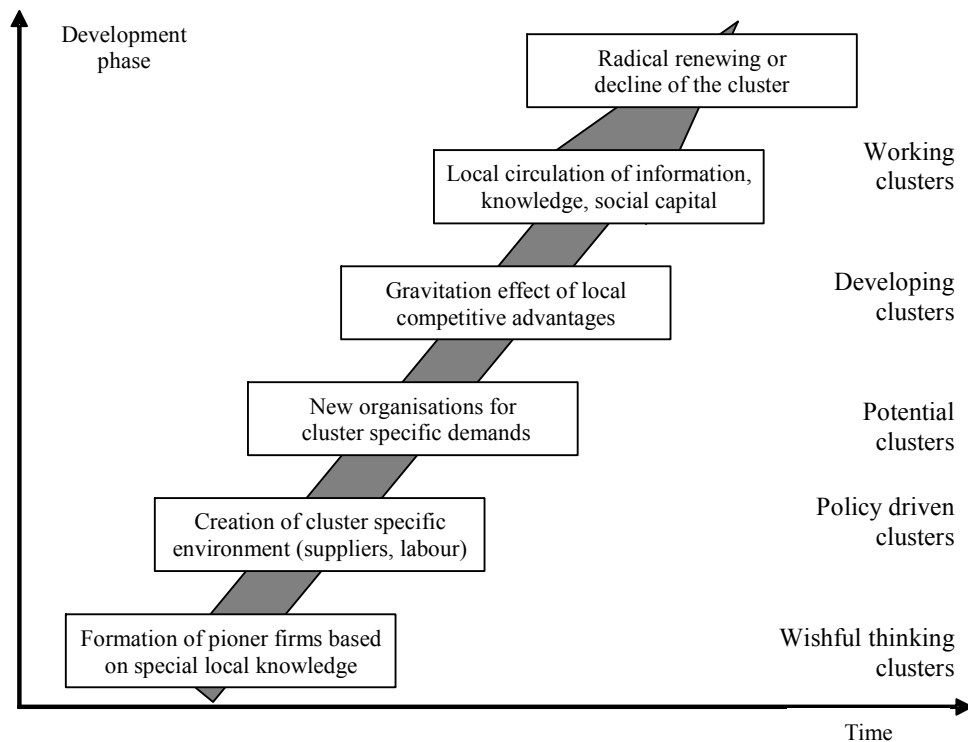 Development
phase
Radical renewing or
decline of the cluster
Working
clusters
Local circulation of information,
knowledge, social capital
Developing
clusters
Gravitation effect of local
competitive advantages
New organisations for
cluster specific demands
Potential
clusters
Policy driven
clusters
Creation of cluster specific
environment (suppliers, labour)
Formation of pioner firms based
on special local knowledge
Wishful thinking
clusters
Time